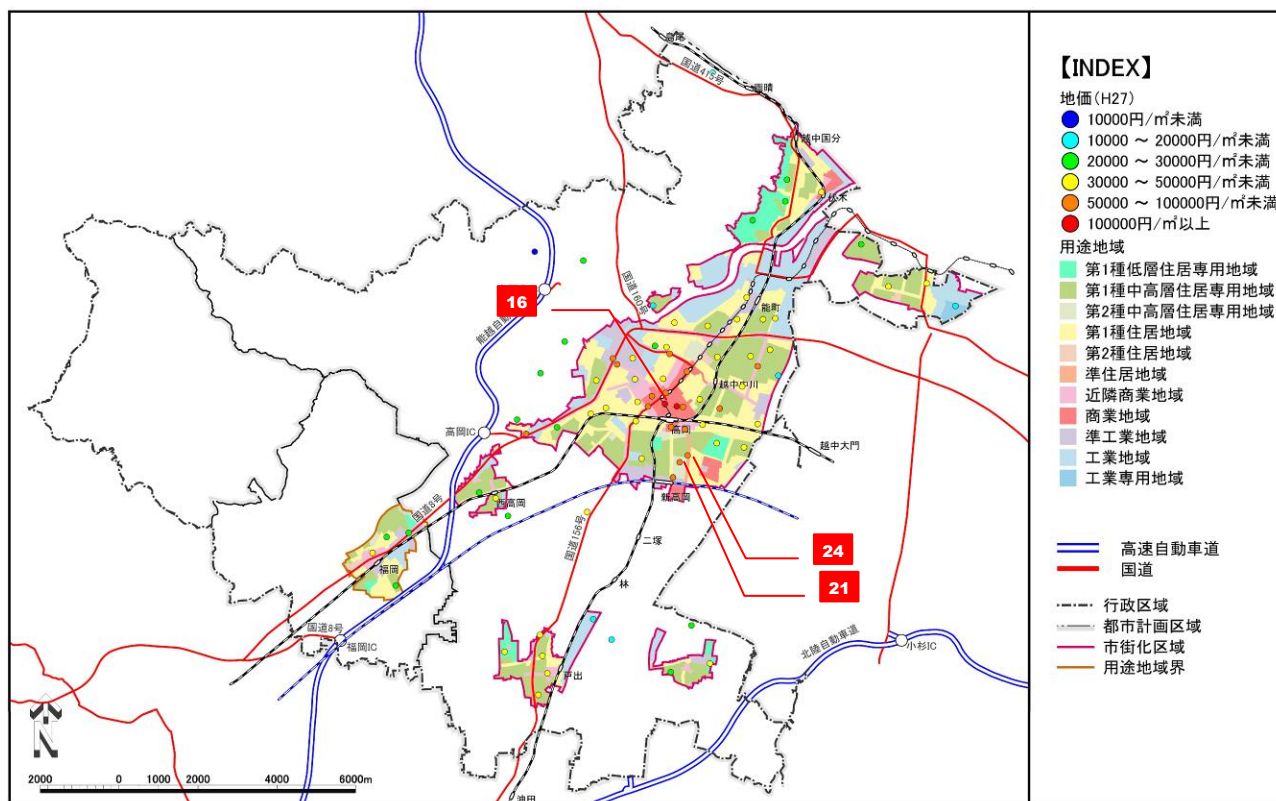 国道415号
雨晴
越中国分
伏木
国道160号
能町
16
能越自動
越中中川
高岡
越中大門
高岡IC
新高岡
西高岡
国道8号
国道156号
二塚
24
21
福岡
林
国道8号
福岡IC
戸出
北陸自動車道
小杉IC
油田
N
2000 0 1000 2000 4000 6000m
【INDEX】
地価(H27)
10000円/㎡未満
10000 ～ 20000円/㎡未満
20000 ～ 30000円/㎡未満
30000 ～ 50000円/㎡未満
50000 ～ 100000円/㎡未満
100000円/㎡以上
用途地域
第1種低層住居専用地域
第1種中高層住居専用地域
第2種中高層住居専用地域
第1種住居地域
第2種住居地域
準住居地域
近隣商業地域
商業地域
準工業地域
工業地域
工業専用地域
高速自動車道
国道
行政区域
都市計画区域
市街化区域
用途地域界